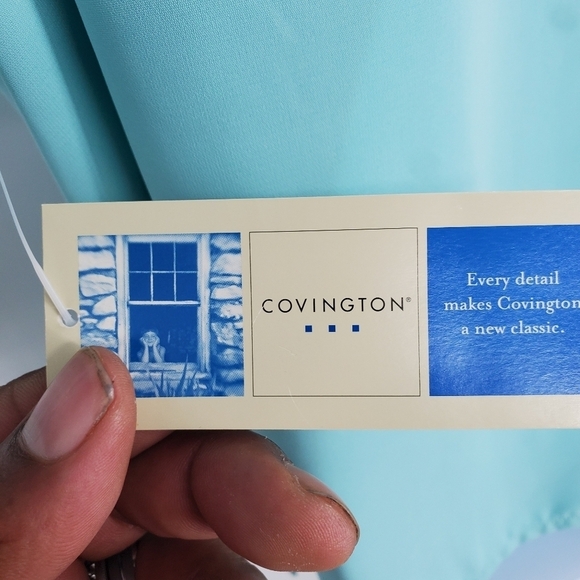 COVINGTON®
Every detail
makes Covington
a new classic.